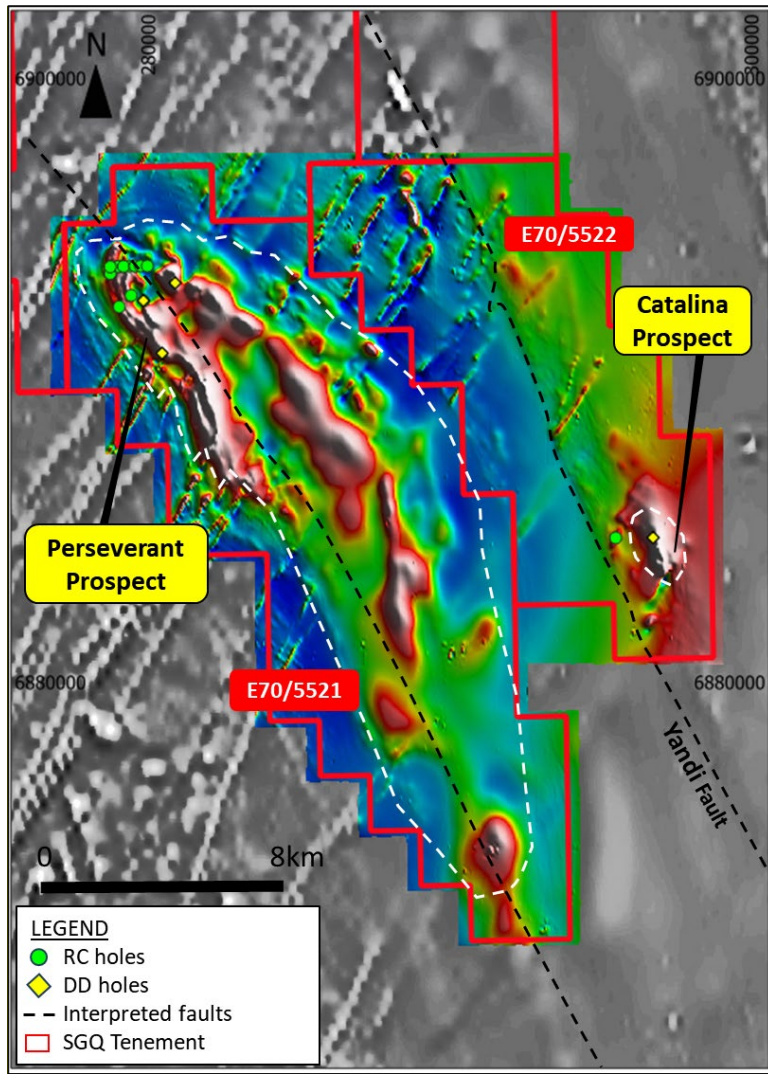 N
280000
300000
6900000
6900000
E70/5522
Catalina
Prospect
Perseverant
Prospect
E70/5521
6880000
6880000
Yandi Fault
0
8km
LEGEND
RC holes
DD holes
Interpreted faults
SGQ Tenement